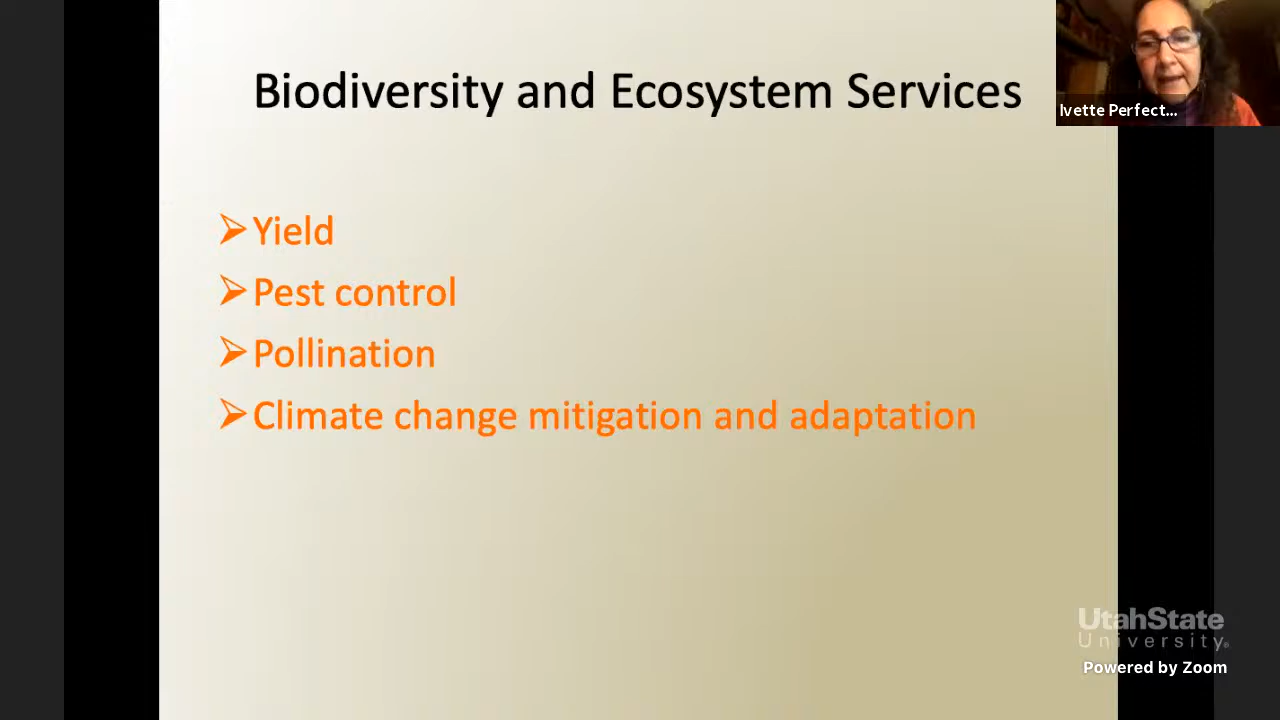 Biodiversity and Ecosystem Services
Ivette Perfect...
Yield
Pest control
Pollination
Climate change mitigation and adaptation
UtahState
University®
Powered by Zoom